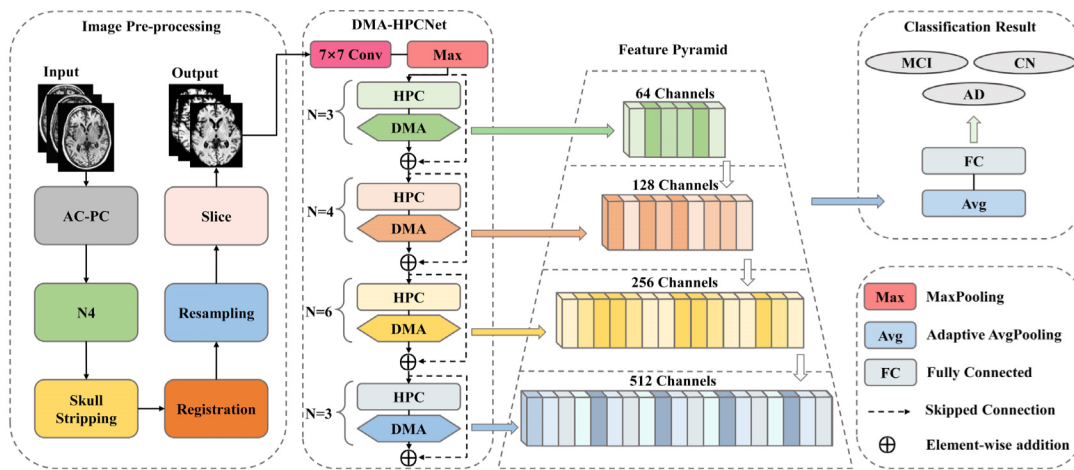 Image Pre-processing
Input
Output
AC-PC
Slice
N4
Resampling
Skull
Stripping
Registration
DMA-HPCNet
7×7 Conv
Max
N=3
HPC
DMA
N=4
HPC
DMA
N=6
HPC
DMA
N=3
HPC
DMA
Feature Pyramid
64 Channels
128 Channels
256 Channels
512 Channels
Classification Result
MCI
CN
AD
FC
Avg
Max
MaxPooling
Avg
Adaptive AvgPooling
FC
Fully Connected
Skipped Connection
Element-wise addition